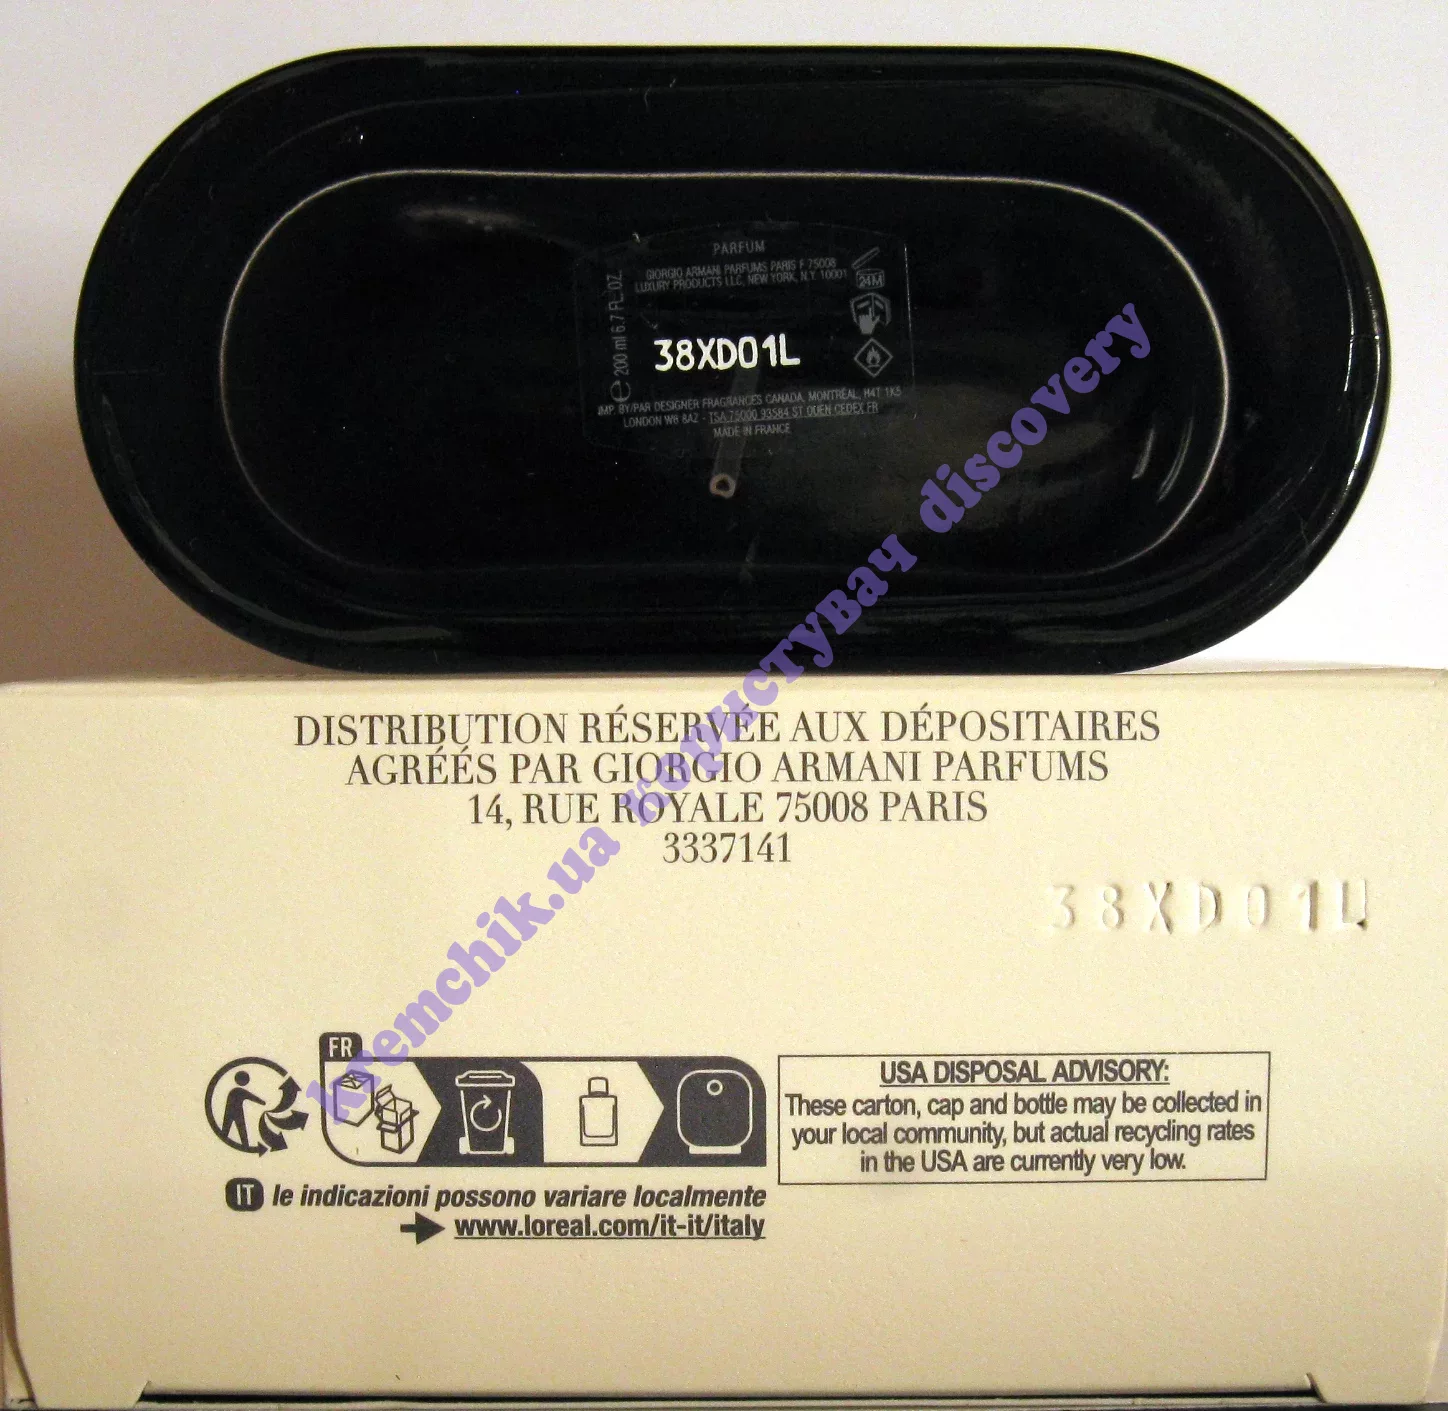 PARFUM
GIORGIO ARMANI PARFUMS PARIS F 75008
LUXURY PRODUCTS LLC, NEW YORK, N.Y. 10001
24M
e 200 ml 6.7 FL. OZ.
38XD01L
IMP. BY/PAR DESIGNER FRAGRANCES CANADA, MONTRÉAL, H4T 1K5
LONDON W6 8AZ - TSA 75000 93584 ST OUEN CEDEX FR
MADE IN FRANCE
DISTRIBUTION RÉSERVÉE AUX DÉPOSITAIRES
AGRÉÉS PAR GIORGIO ARMANI PARFUMS
14, RUE ROYALE 75008 PARIS
3337141
38XD01L
kremchik.ua користувач discovery
FR
USA DISPOSAL ADVISORY:
These carton, cap and bottle may be collected in
your local community, but actual recycling rates
in the USA are currently very low.
IT le indicazioni possono variare localmente
www.loreal.com/it-it/italy